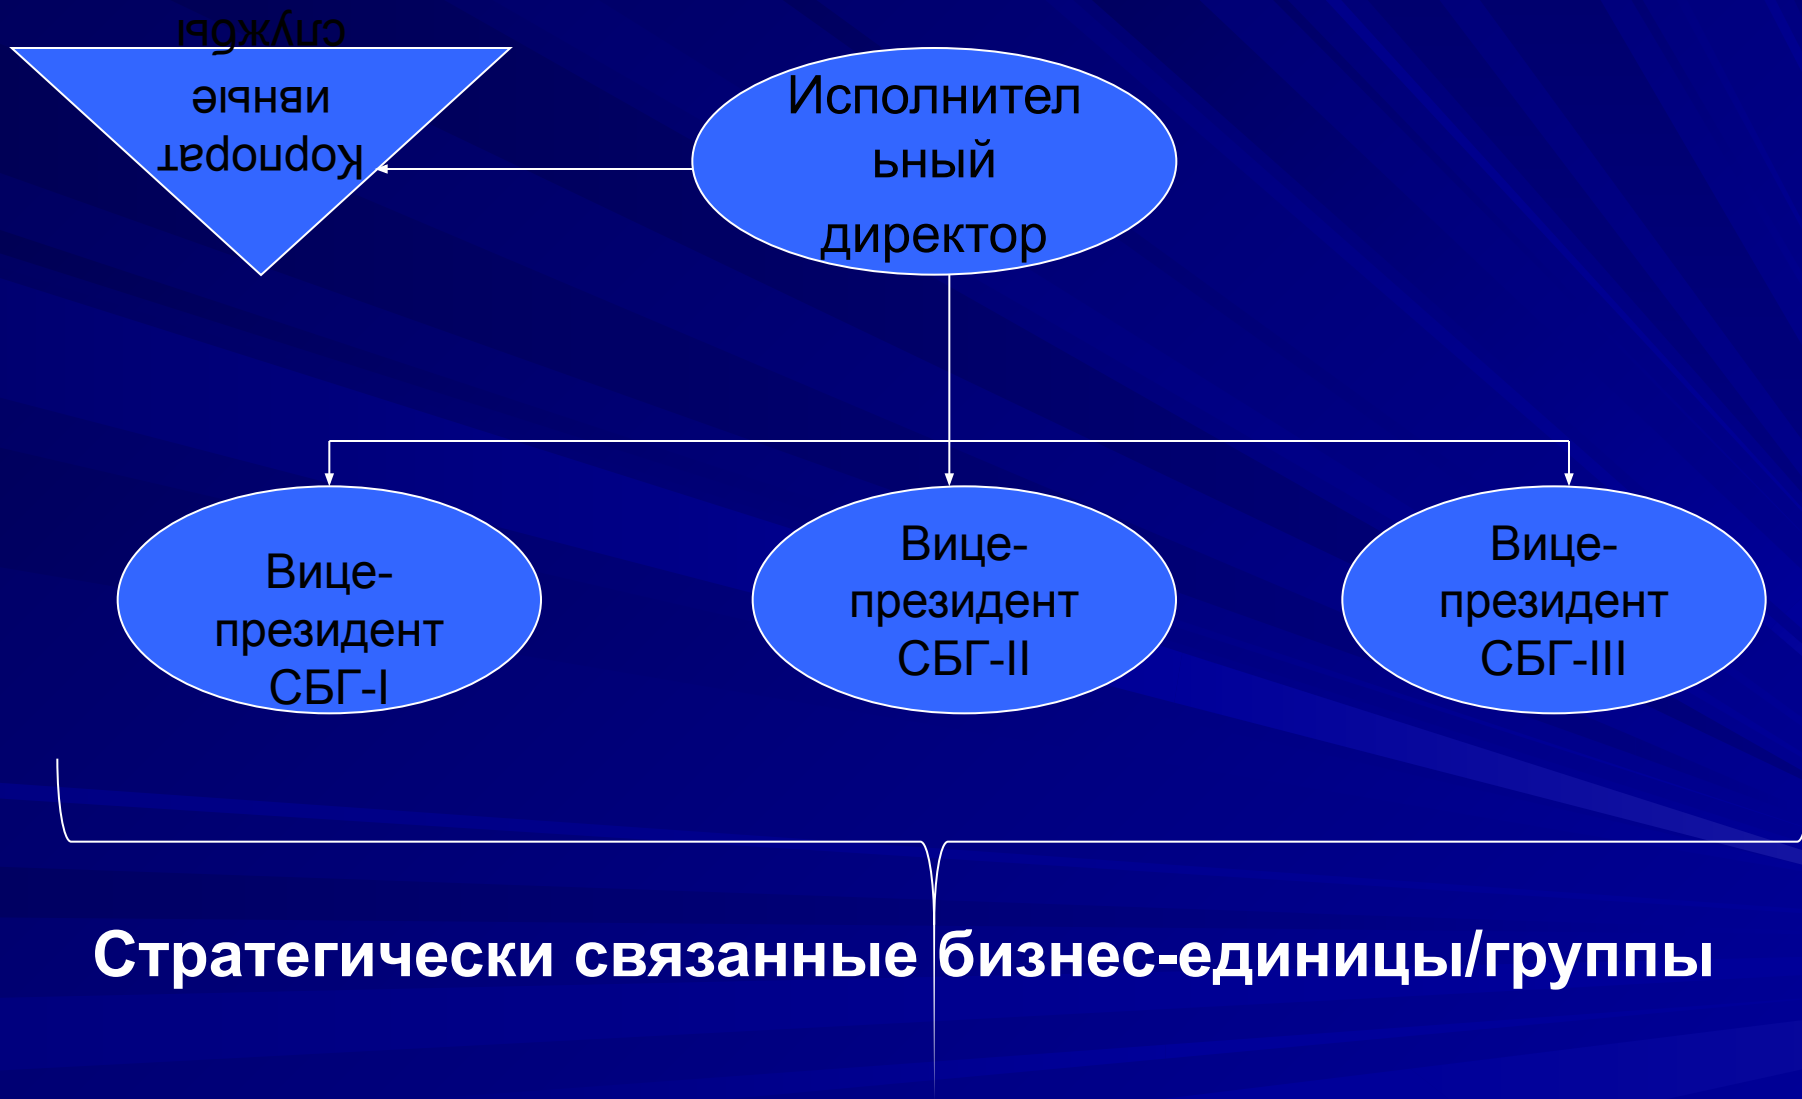 Корпорат
ивные
службы
Исполнител
ьный
директор
Вице-
президент
СБГ-I
Вице-
президент
СБГ-II
Вице-
президент
СБГ-III
Стратегически связанные бизнес-единицы/группы